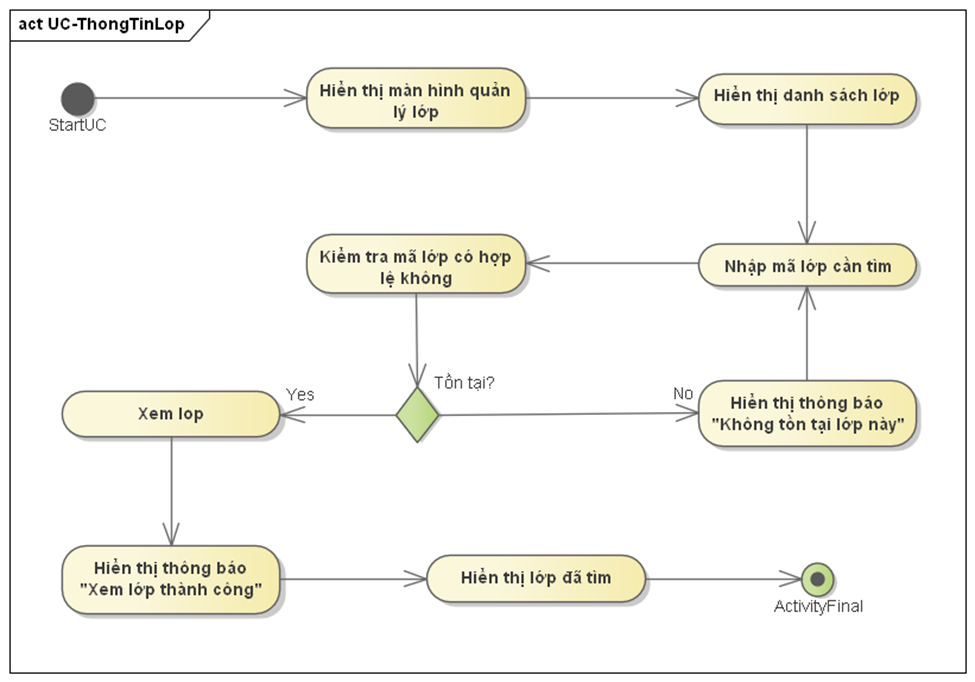 act UC-ThongTinLop
StartUC
Hiển thị màn hình quản
lý lớp
Hiển thị danh sách lớp
Kiểm tra mã lớp có hợp
lệ không
Nhập mã lớp cần tìm
Tồn tại?
Yes
No
Xem lop
Hiển thị thông báo
"Không tồn tại lớp này"
Hiển thị thông báo
"Xem lớp thành công"
Hiển thị lớp đã tìm
ActivityFinal